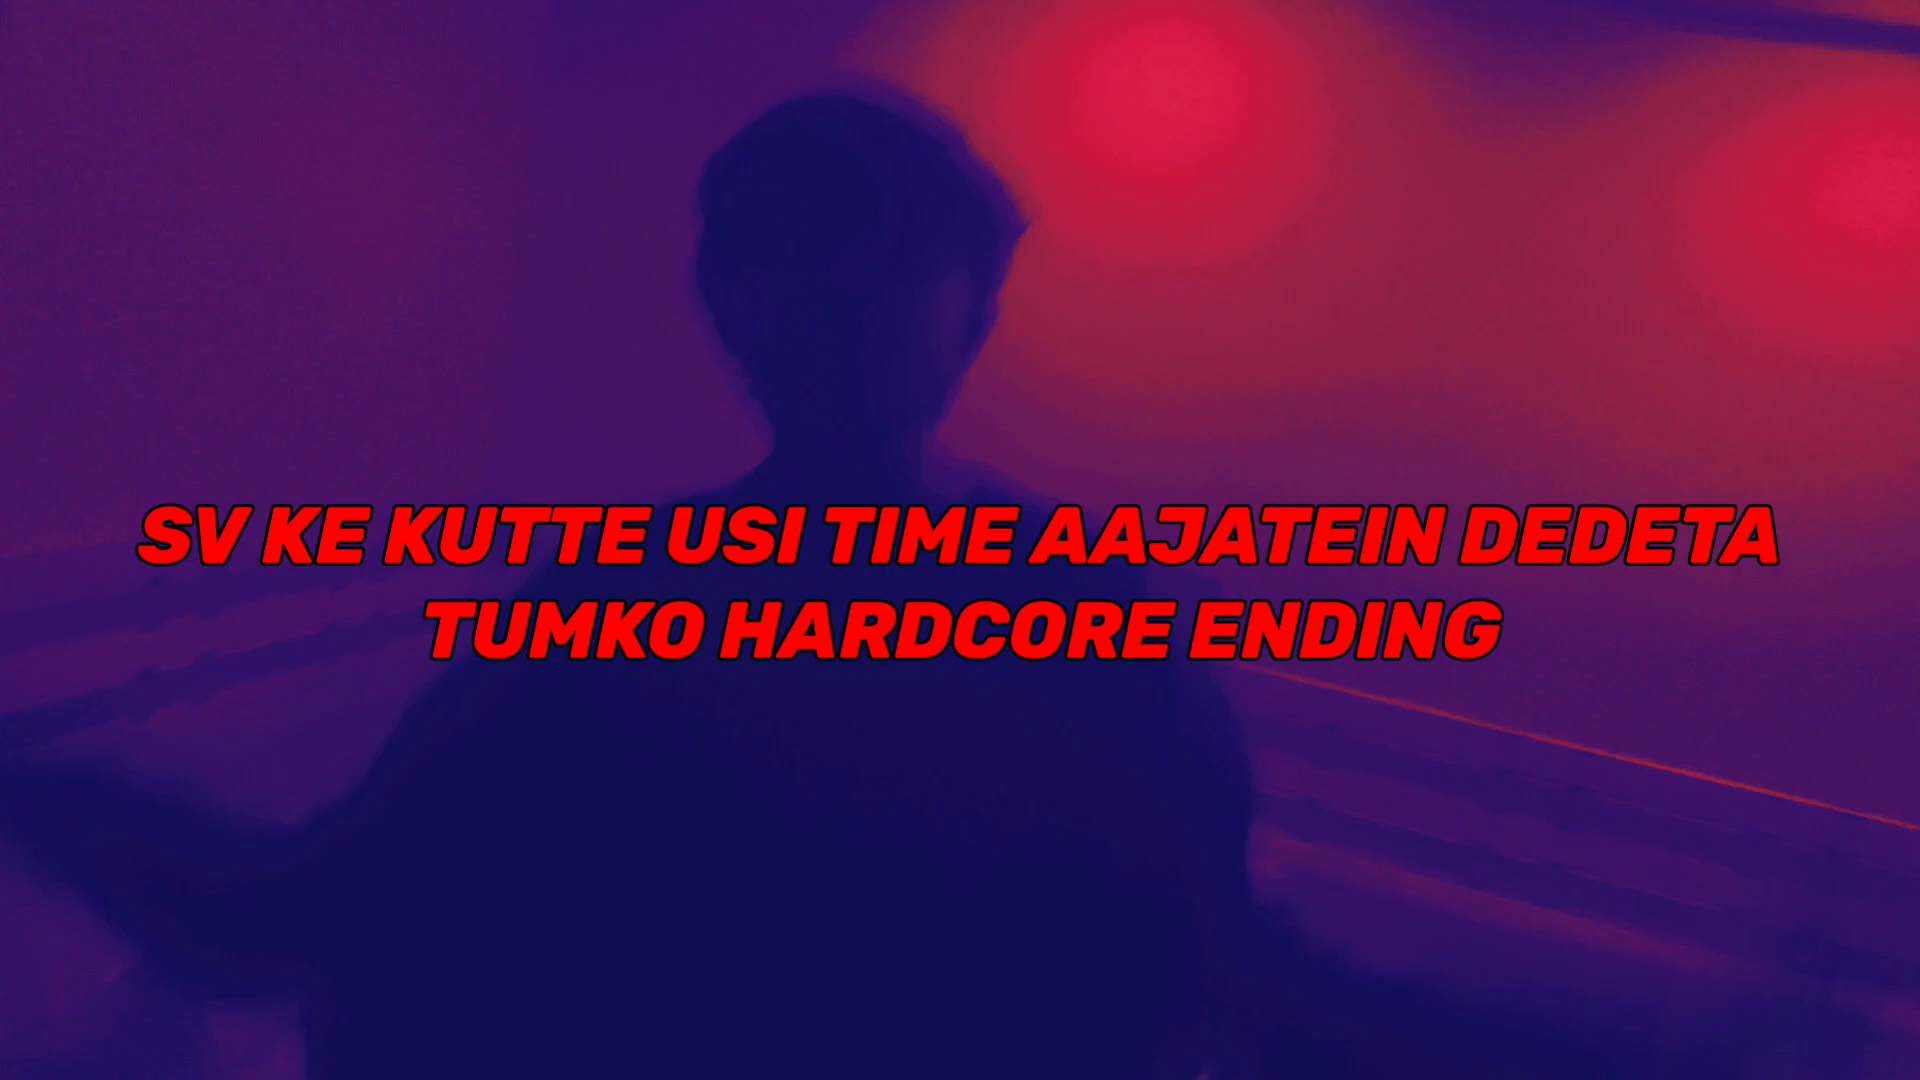 SV KE KUTTE USI TIME AAJATEIN DEDETA
TUMKO HARDCORE ENDING